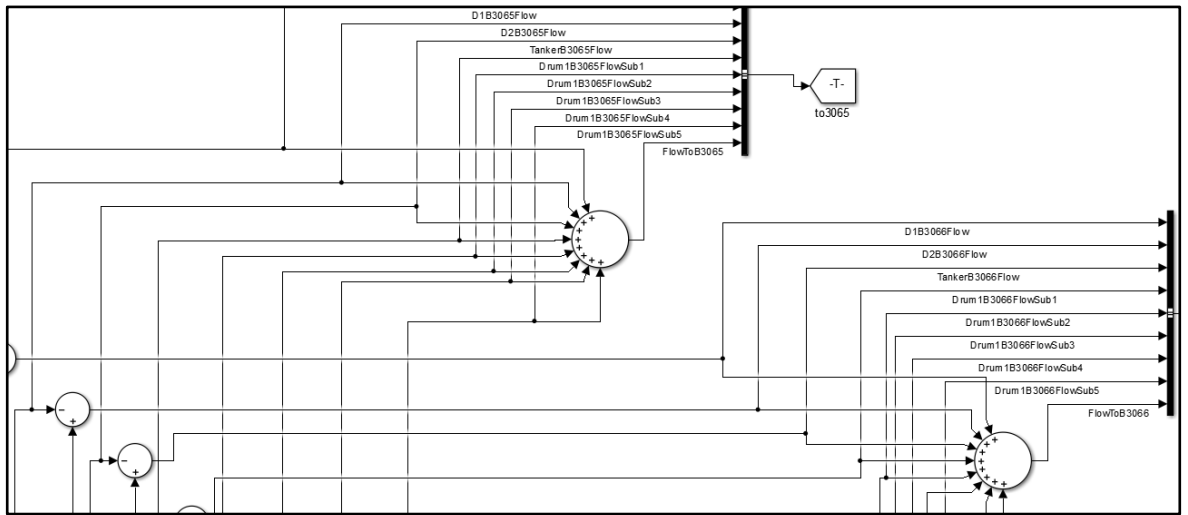 D1B3065Flow
D2B3065Flow
TankerB3065Flow
Drum1B3065FlowSub1
Drum1B3065FlowSub2
Drum1B3065FlowSub3
Drum1B3065FlowSub4
Drum1B3065FlowSub5
FlowToB3065
-T-
to3065
D1B3066Flow
D2B3066Flow
TankerB3066Flow
Drum1B3066FlowSub1
Drum1B3066FlowSub2
Drum1B3066FlowSub3
Drum1B3066FlowSub4
Drum1B3066FlowSub5
FlowToB3066